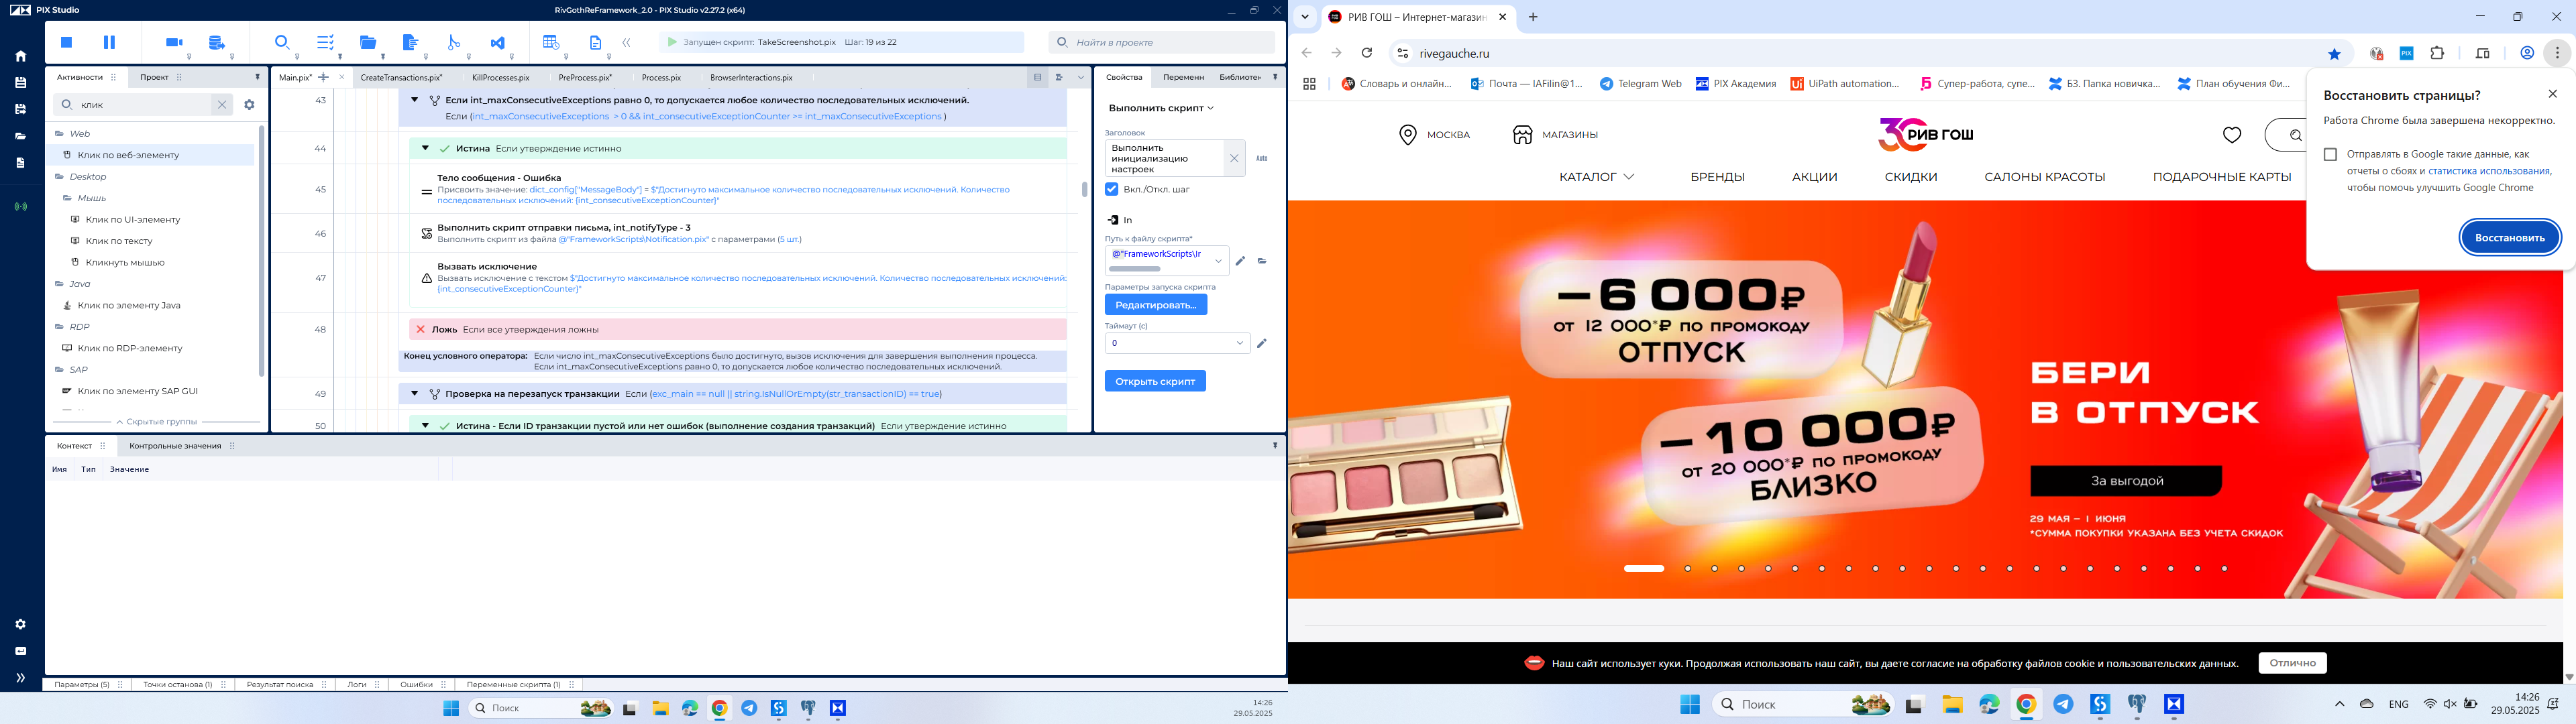 PIX Studio
RivGothReFramework_2.0 - PIX Studio v2.27.2 (x64)
Запущен скрипт: TakeScreenshot.pix Шаг: 19 из 22
Найти в проекте
Активности
Проект
Main.pix*
CreateTransactions.pix*
KillProcesses.pix
PreProcess.pix*
Process.pix
BrowserInteractions.pix
Свойства
Переменн
Библиотек
клик
Web
Клик по веб-элементу
Desktop
Мышь
Клик по UI-элементу
Клик по тексту
Кликнуть мышью
Java
Клик по элементу Java
RDP
Клик по RDP-элементу
SAP
Клик по элементу SAP GUI
Скрытые группы
43
Если int_maxConsecutiveExceptions равно 0, то допускается любое количество последовательных исключений.
Если (int_maxConsecutiveExceptions > 0 && int_consecutiveExceptionCounter >= int_maxConsecutiveExceptions )
44
Истина Если утверждение истинно
45
Тело сообщения - Ошибка
Присвоить значение: dict_config["MessageBody"] = $"Достигнуто максимальное количество последовательных исключений. Количество
последовательных исключений: {int_consecutiveExceptionCounter}"
46
Выполнить скрипт отправки письма, int_notifyType - 3
Выполнить скрипт из файла @"FrameworkScripts\Notification.pix" с параметрами (5 шт.)
47
Вызвать исключение
Вызвать исключение с текстом $"Достигнуто максимальное количество последовательных исключений. Количество последовательных исключений:
{int_consecutiveExceptionCounter}"
48
Ложь Если все утверждения ложны
Конец условного оператора: Если число int_maxConsecutiveExceptions было достигнуто, вызов исключения для завершения выполнения процесса.
Если int_maxConsecutiveExceptions равно 0, то допускается любое количество последовательных исключений.
49
Проверка на перезапуск транзакции Если (exc_main == null || string.IsNullOrEmpty(str_transactionID) == true)
50
Истина - Если ID транзакции пустой или нет ошибок (выполнение создания транзакций) Если утверждение истинно
Выполнить скрипт
Заголовок
Выполнить
инициализацию
настроек
Auto
Вкл./Откл. шаг
In
Путь к файлу скрипта*
@"FrameworkScripts\Ir
Параметры запуска скрипта
Редактировать...
Таймаут (с)
0
Открыть скрипт
Контекст
Контрольные значения
Имя Тип Значение
Параметры (5)
Точки останова (1)
Результат поиска
Логи
Ошибки
Переменные скрипта (1)
Поиск
14:26
29.05.2025
РИВ ГОШ – Интернет-магазин
rivegauche.ru
Словарь и онлайн...
Почта — IAFilin@1...
Telegram Web
PIX Академия
UiPath automation...
Супер-работа, супе...
БЗ. Папка новичка...
План обучения Фи...
Восстановить страницы?
Работа Chrome была завершена некорректно.
Отправлять в Google такие данные, как
отчеты о сбоях и статистика использования,
чтобы помочь улучшить Google Chrome
Восстановить
МОСКВА
МАГАЗИНЫ
30 РИВ ГОШ
КАТАЛОГ
БРЕНДЫ
АКЦИИ
СКИДКИ
САЛОНЫ КРАСОТЫ
ПОДАРОЧНЫЕ КАРТЫ
–6 000₽
ОТ 12 000*₽ ПО ПРОМОКОДУ
ОТПУСК
–10 000₽
ОТ 20 000*₽ ПО ПРОМОКОДУ
БЛИЗКО
БЕРИ
В ОТПУСК
За выгодой
29 МАЯ – 1 ИЮНЯ
*СУММА ПОКУПКИ УКАЗАНА БЕЗ УЧЕТА СКИДОК
Наш сайт использует куки. Продолжая использовать наш сайт, вы даете согласие на обработку файлов cookie и пользовательских данных.
Отлично
Поиск
ENG
14:26
29.05.2025